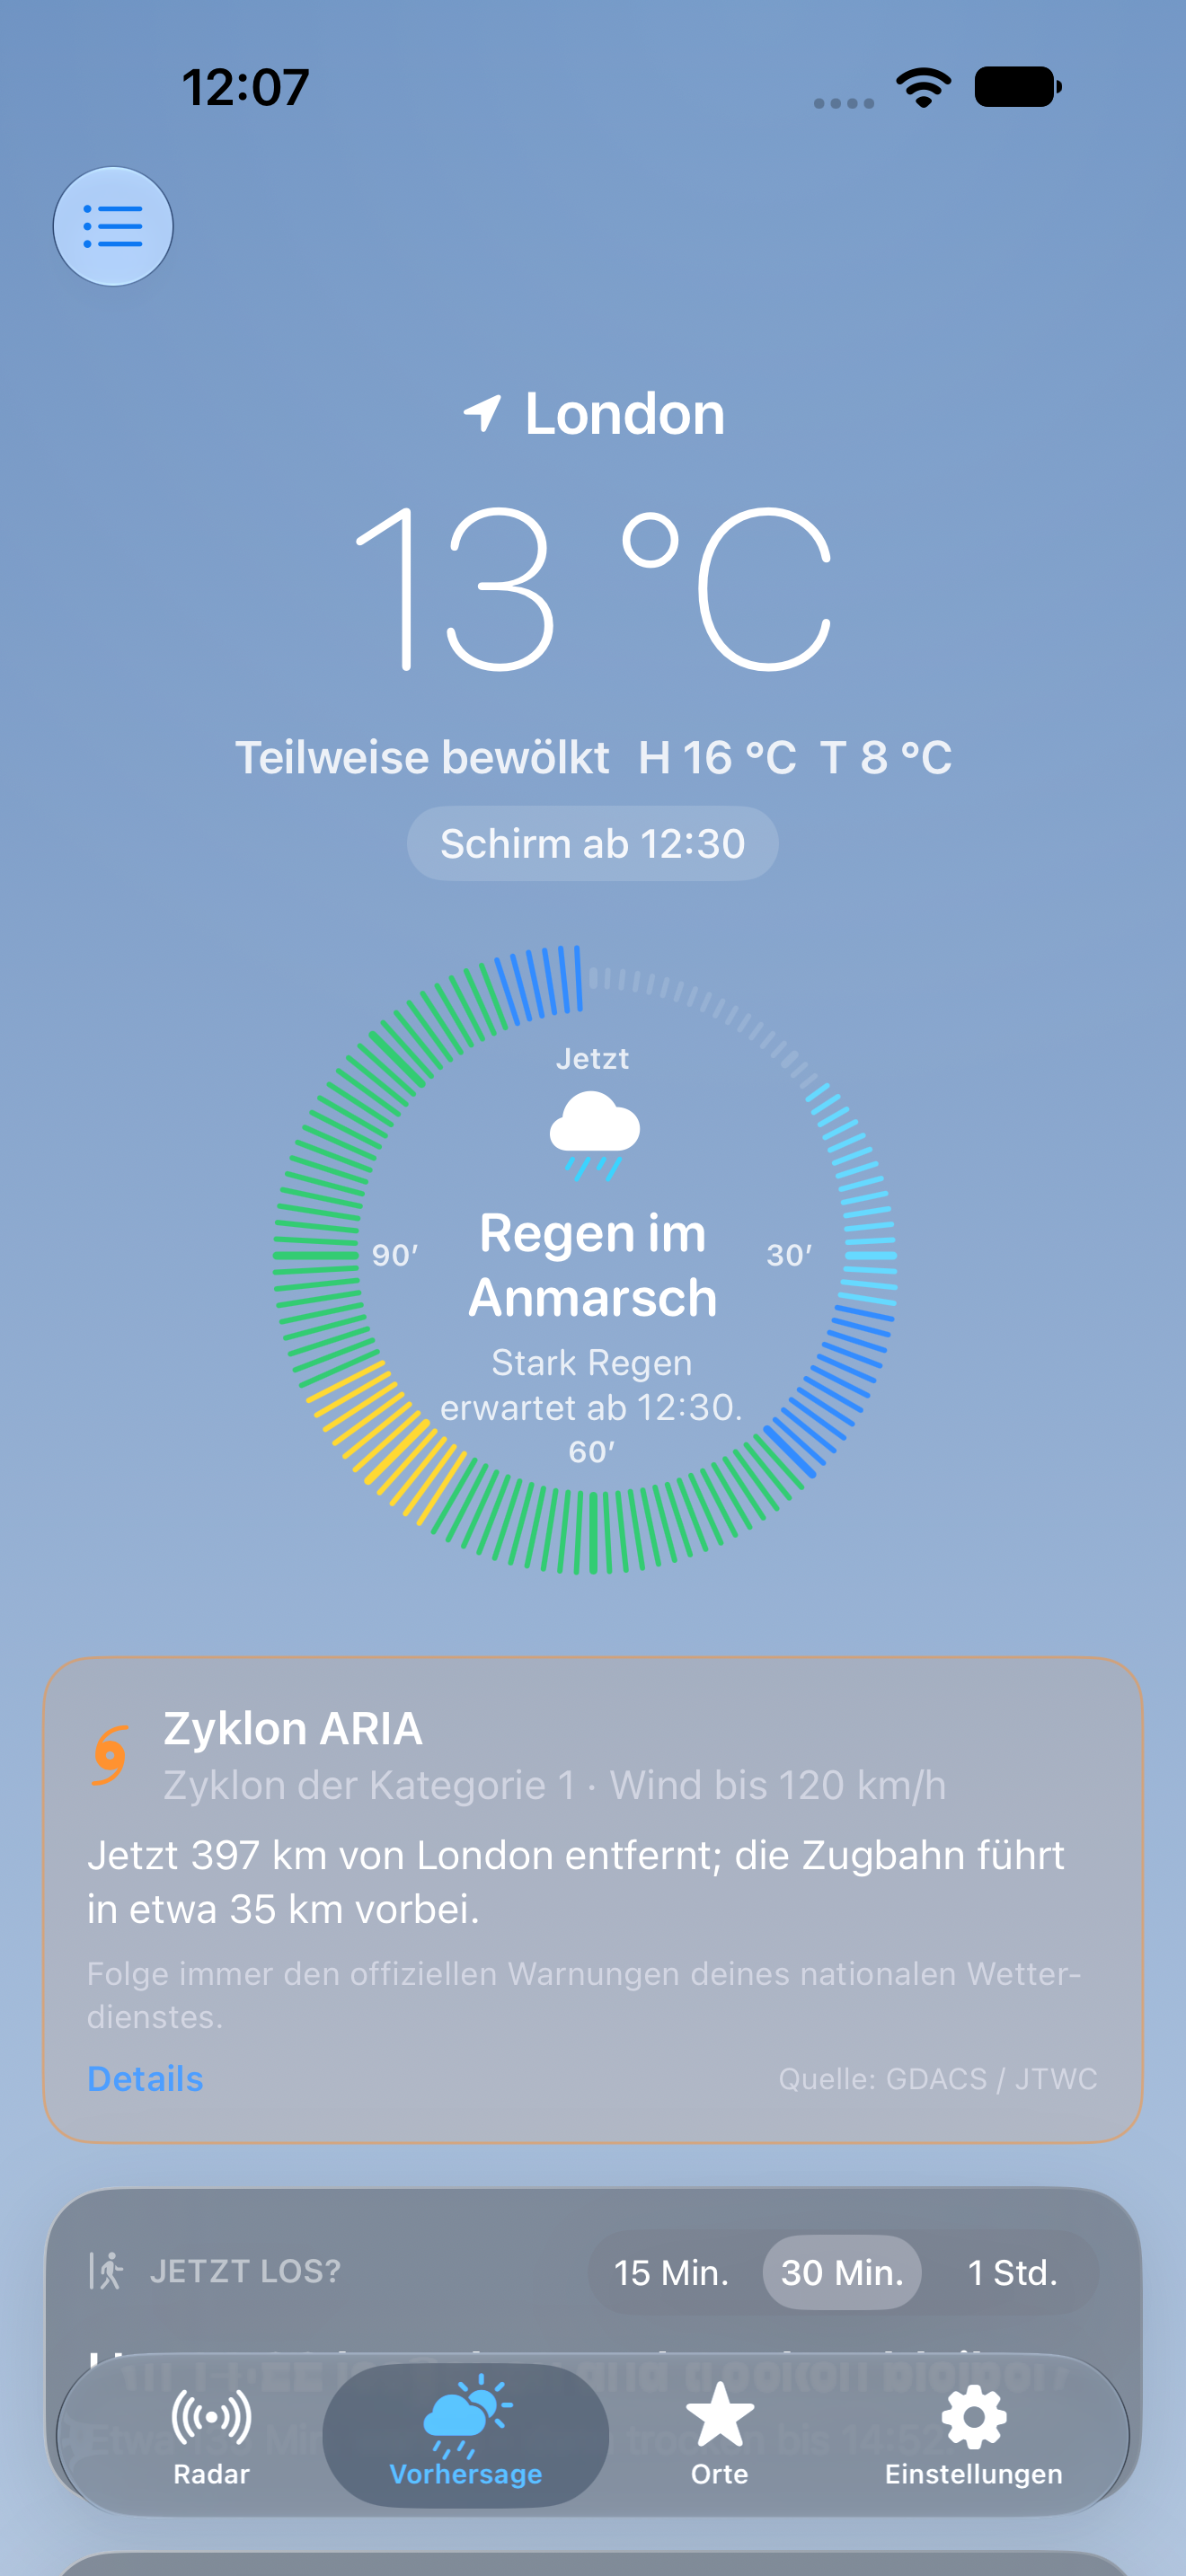 12:07
London
13 °C
Teilweise bewölkt H 16 °C T 8 °C
Schirm ab 12:30
Jetzt
Regen im
Anmarsch
90′
30′
Stark Regen
erwartet ab 12:30.
60′
Zyklon ARIA
Zyklon der Kategorie 1 · Wind bis 120 km/h
Jetzt 397 km von London entfernt; die Zugbahn führt
in etwa 35 km vorbei.
Folge immer den offiziellen Warnungen deines nationalen Wetter-
dienstes.
Details
Quelle: GDACS / JTWC
JETZT LOS?
15 Min.
30 Min.
1 Std.
Radar
Vorhersage
Orte
Einstellungen